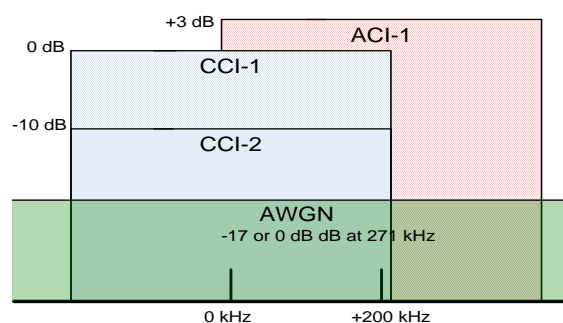 +3 dB
ACI-1
0 dB
CCI-1
-10 dB
CCI-2
AWGN
-17 or 0 dB dB at 271 kHz
0 kHz
+200 kHz